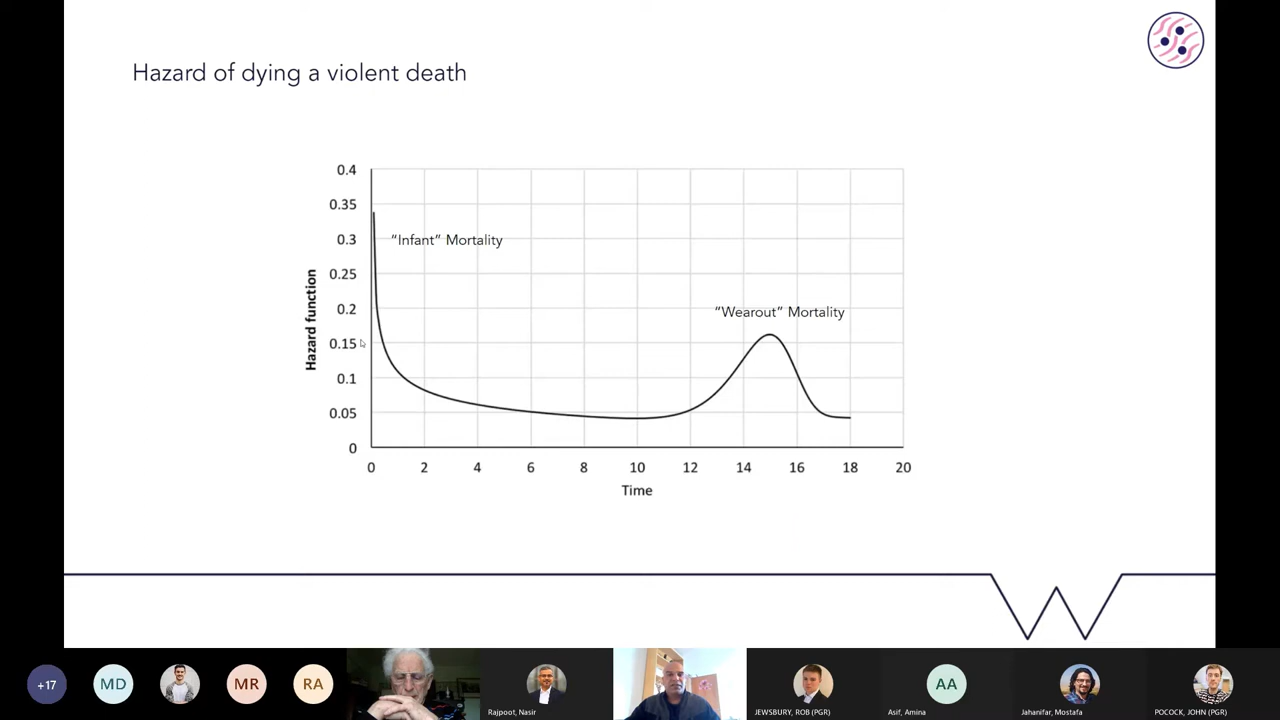 Hazard of dying a violent death
0.4
0.35
0.3
0.25
0.2
0.15
0.1
0.05
0
Hazard function
"Infant" Mortality
"Wearout" Mortality
0 2 4 6 8 10 12 14 16 18 20
Time
+17
MD
MR
RA
Rajpoot, Nasir
JEWSBURY, ROB (PGR)
AA
Asif, Amina
Jahanifar, Mostafa
POCOCK, JOHN (PGR)